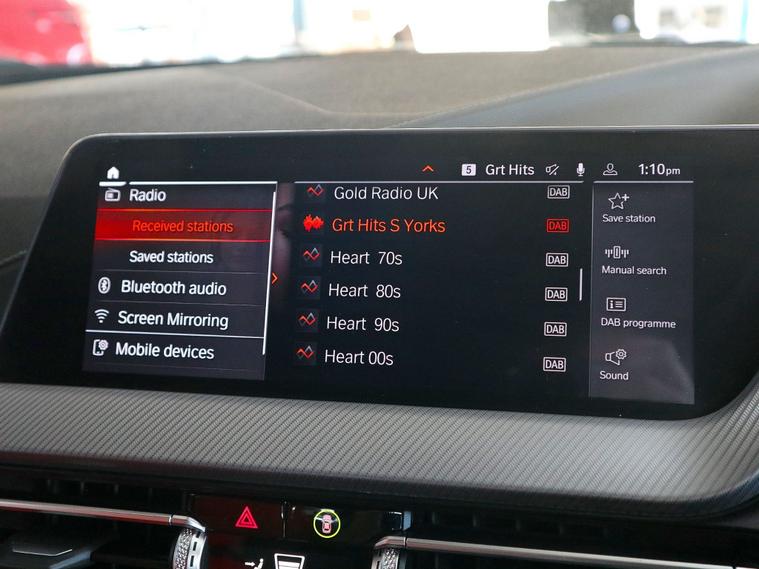 5 Grt Hits 1:10pm
Radio
Received stations
Saved stations
Bluetooth audio
Screen Mirroring
Mobile devices
Gold Radio UK DAB
Grt Hits S Yorks DAB
Heart 70s DAB
Heart 80s DAB
Heart 90s DAB
Heart 00s DAB
Save station
Manual search
DAB programme
Sound